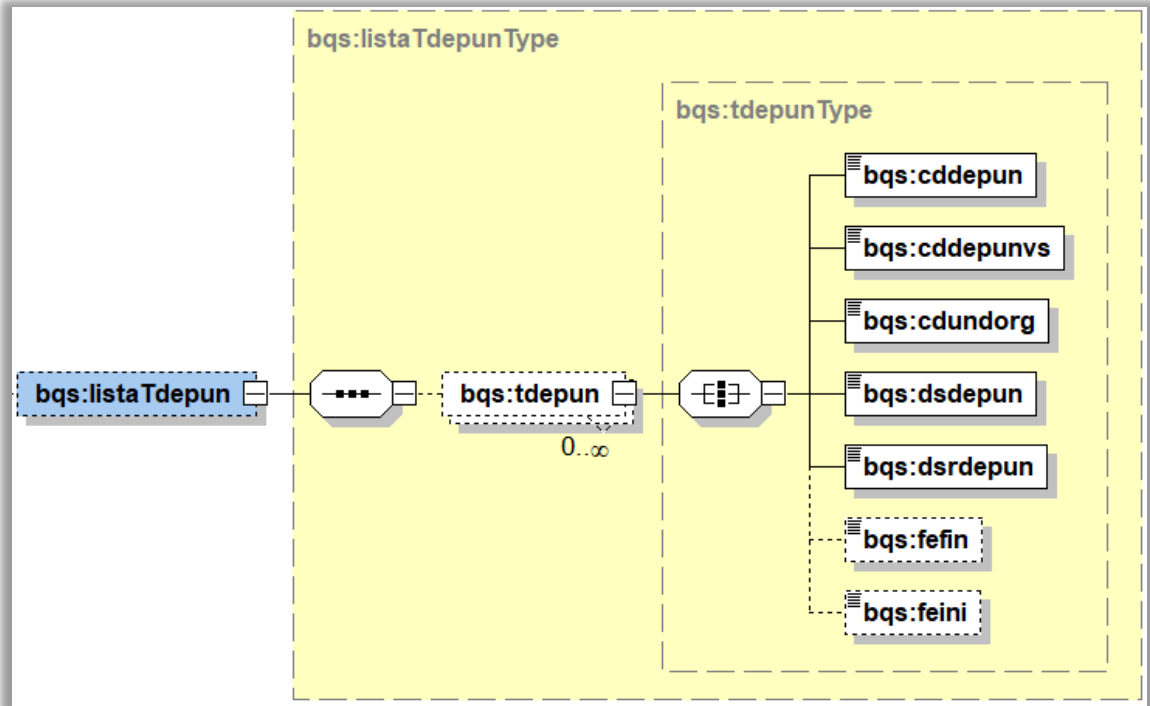 bqs:listaTdepunType
bqs:tdepunType
bqs:cddepun
bqs:cddepunvs
bqs:cdundorg
bqs:listaTdepun
bqs:tdepun
0..∞
bqs:dsdepun
bqs:dsrdepun
bqs:fefin
bqs:feini